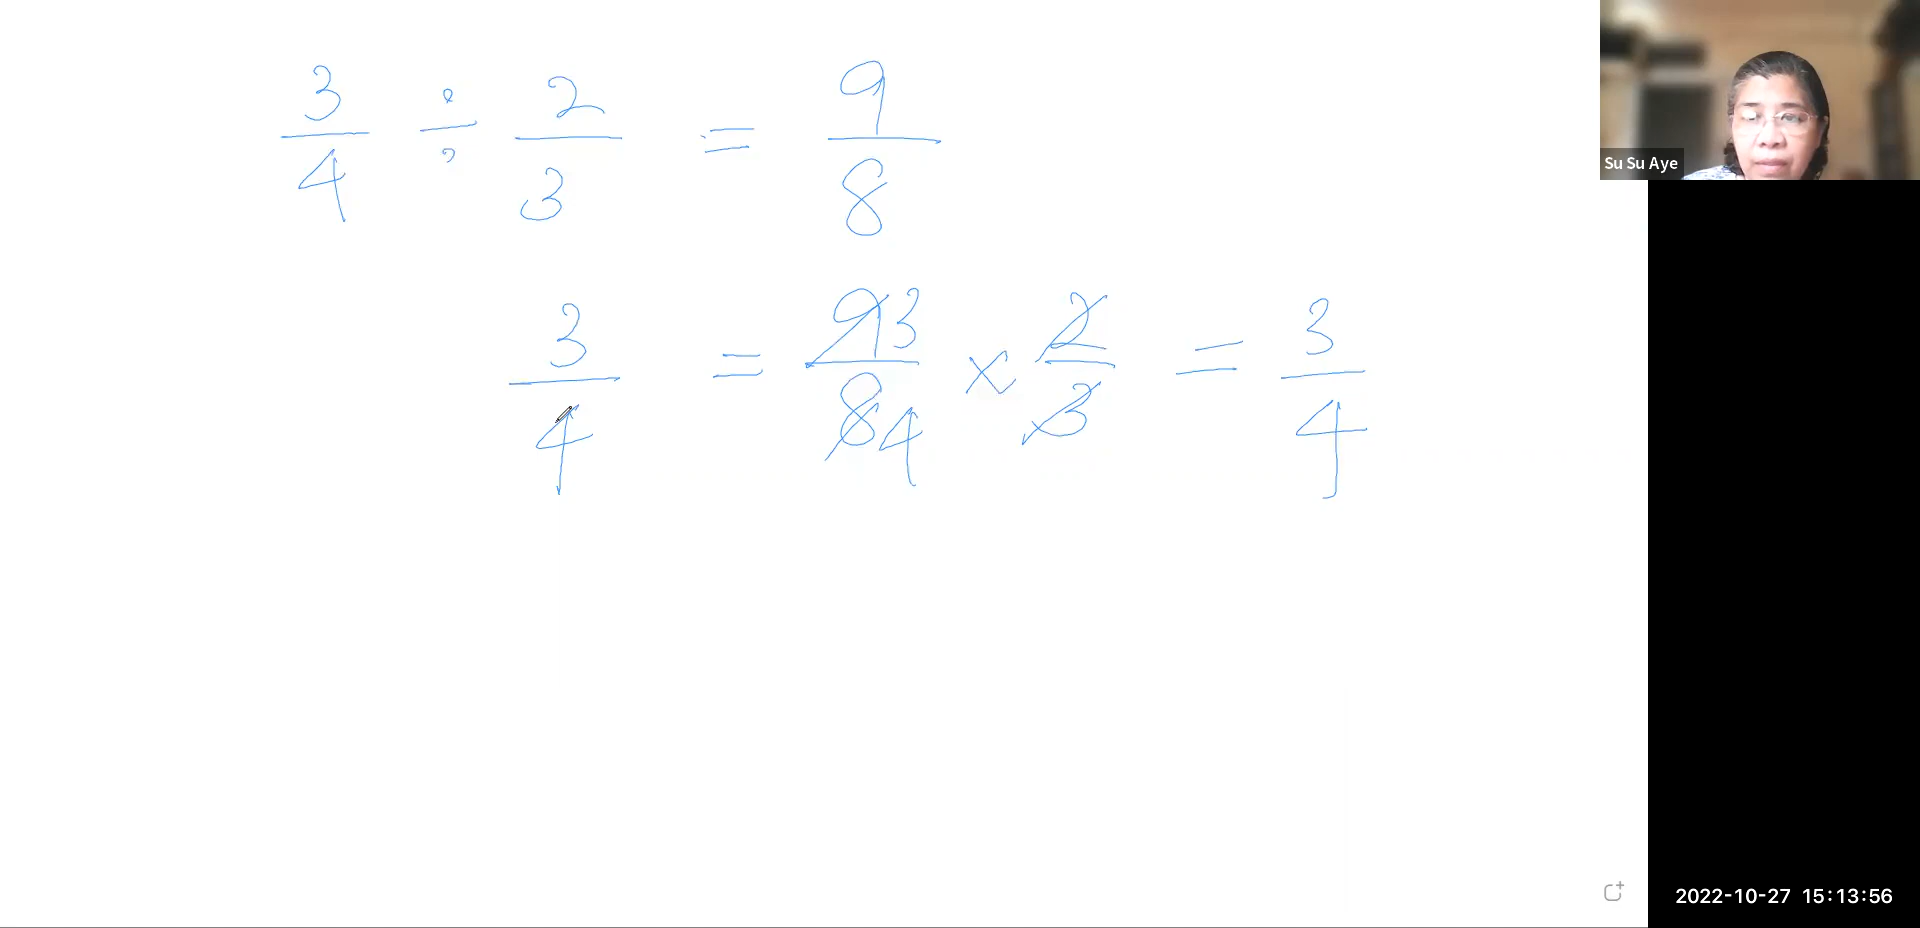 3/4 ÷ 2/3 = 9/8
3/4 = 9 3/8 4 × 2/3 = 3/4
Su Su Aye
2022-10-27 15:13:56